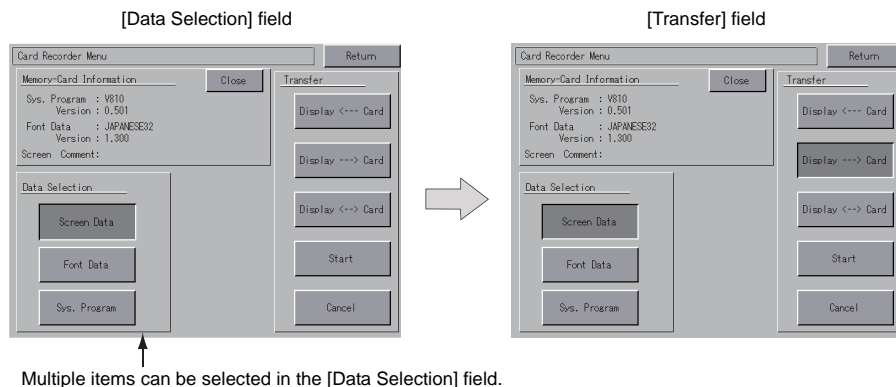 [Data Selection] field
Card Recorder Menu
Return
Memory-Card Information
Close
Sys. Program : V810
Version : 0.501
Font Data : JAPANESE32
Version : 1.300
Screen Comment:
Data Selection
Screen Data
Font Data
Sys. Program
Transfer
Display <--- Card
Display ---> Card
Display <--> Card
Start
Cancel
Multiple items can be selected in the [Data Selection] field.
[Transfer] field
Card Recorder Menu
Return
Memory-Card Information
Close
Sys. Program : V810
Version : 0.501
Font Data : JAPANESE32
Version : 1.300
Screen Comment:
Data Selection
Screen Data
Font Data
Sys. Program
Transfer
Display <--- Card
Display ---> Card
Display <--> Card
Start
Cancel